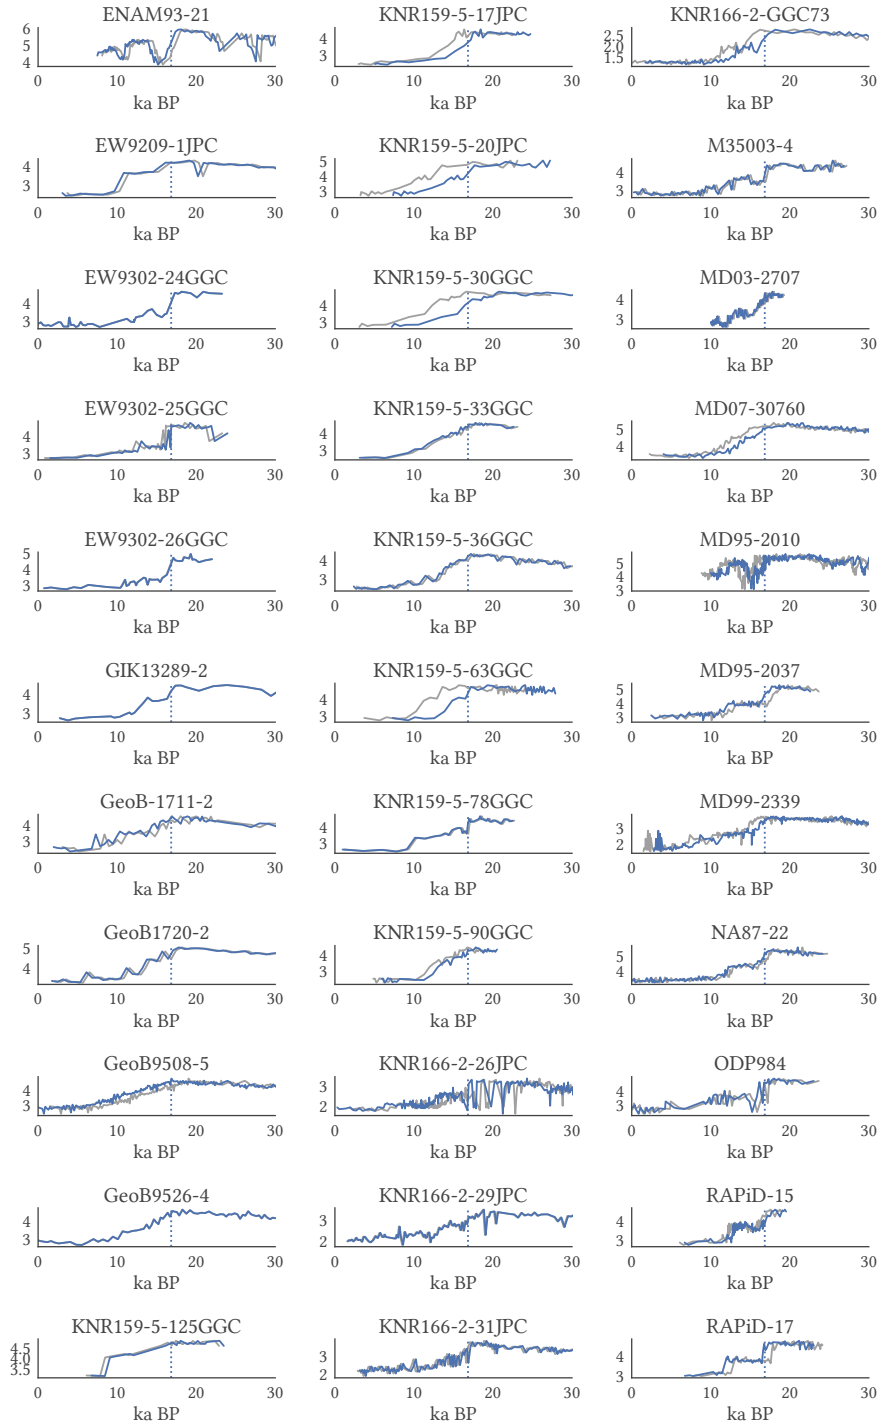 ENAM93-21 KNR159-5-17JPC KNR166-2-GGC73
6 5 4 4 3 2.5 2.0 1.5
0 10 20 30 0 10 20 30 0 10 20 30
ka BP ka BP ka BP
EW9209-1JPC KNR159-5-20JPC M35003-4
4 3 5 4 3 4 3
0 10 20 30 0 10 20 30 0 10 20 30
ka BP ka BP ka BP
EW9302-24GGC KNR159-5-30GGC MD03-2707
4 3 4 3 4 3
0 10 20 30 0 10 20 30 0 10 20 30
ka BP ka BP ka BP
EW9302-25GGC KNR159-5-33GGC MD07-30760
4 3 4 3 5 4
0 10 20 30 0 10 20 30 0 10 20 30
ka BP ka BP ka BP
EW9302-26GGC KNR159-5-36GGC MD95-2010
5 4 3 4 3 5 4 3
0 10 20 30 0 10 20 30 0 10 20 30
ka BP ka BP ka BP
GIK13289-2 KNR159-5-63GGC MD95-2037
4 3 4 3 5 4 3
0 10 20 30 0 10 20 30 0 10 20 30
ka BP ka BP ka BP
GeoB-1711-2 KNR159-5-78GGC MD99-2339
4 3 4 3 3 2
0 10 20 30 0 10 20 30 0 10 20 30
ka BP ka BP ka BP
GeoB1720-2 KNR159-5-90GGC NA87-22
5 4 4 3 5 4
0 10 20 30 0 10 20 30 0 10 20 30
ka BP ka BP ka BP
GeoB9508-5 KNR166-2-26JPC ODP984
4 3 3 2 4 3
0 10 20 30 0 10 20 30 0 10 20 30
ka BP ka BP ka BP
GeoB9526-4 KNR166-2-29JPC RAPiD-15
4 3 3 2 4 3
0 10 20 30 0 10 20 30 0 10 20 30
ka BP ka BP ka BP
KNR159-5-125GGC KNR166-2-31JPC RAPiD-17
4.5 4.0 3.5 3 2 4 3
0 10 20 30 0 10 20 30 0 10 20 30
ka BP ka BP ka BP